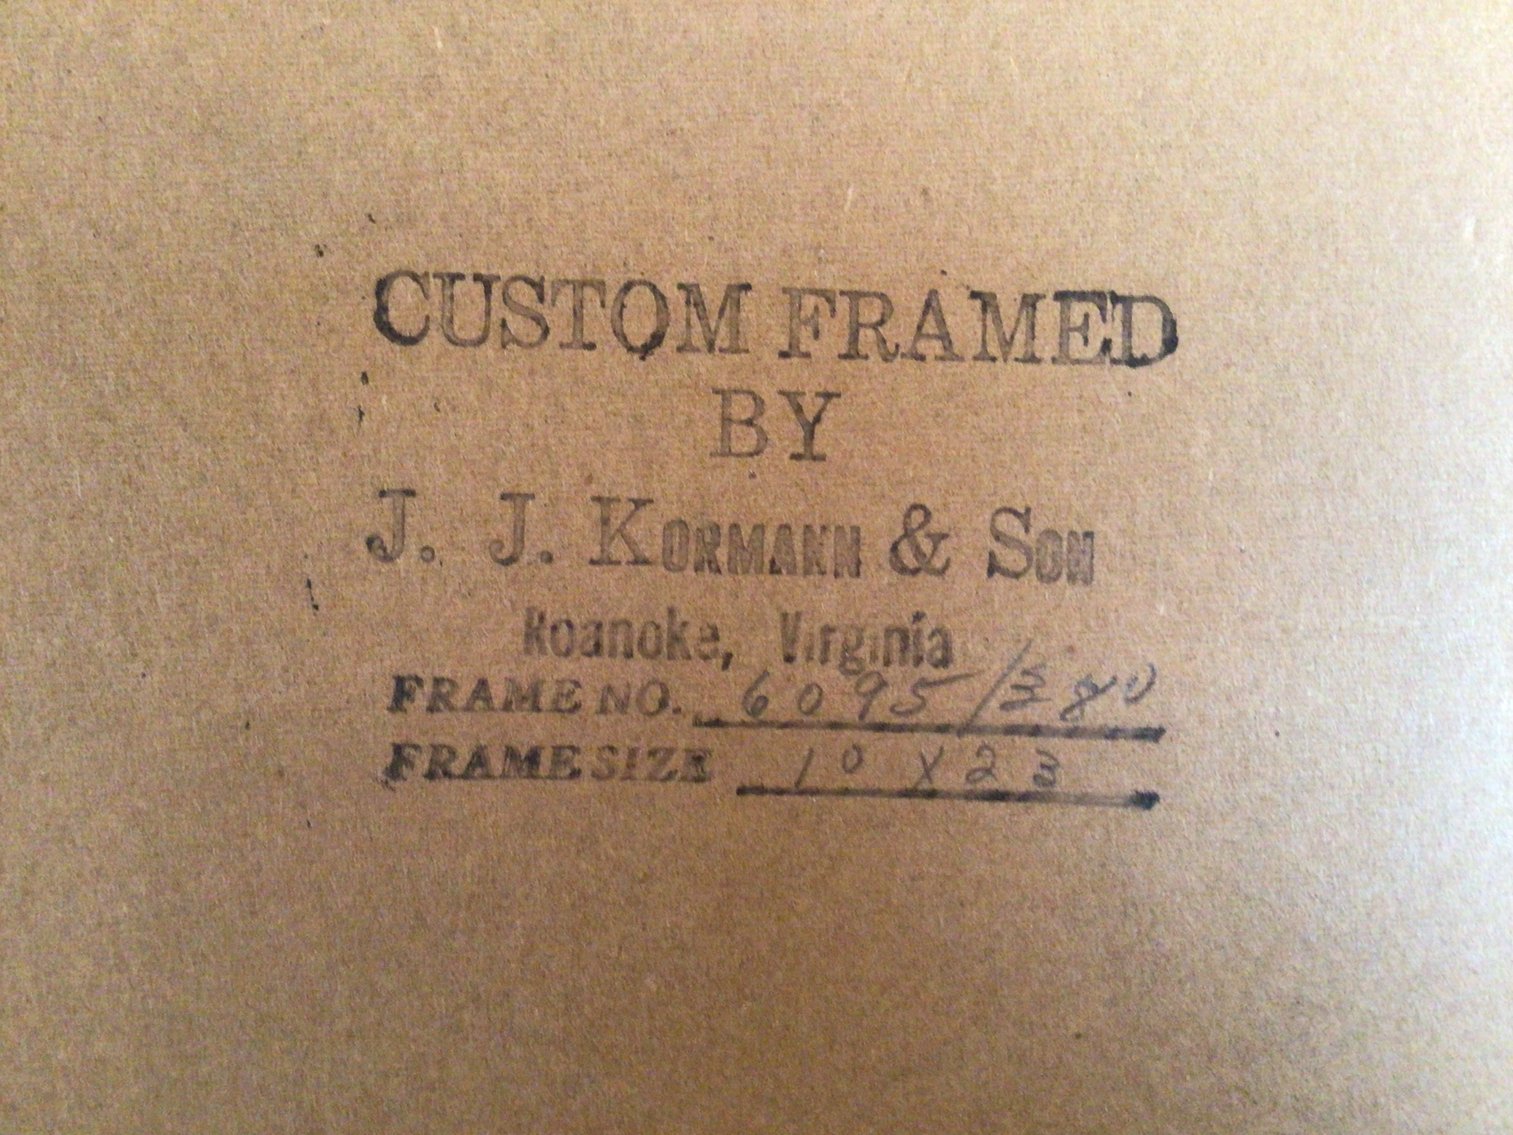 CUSTOM FRAMED
BY
J. J. KORMANN & SON
Roanoke, Virginia
FRAME NO. 6095/380
FRAME SIZE 10 X 23